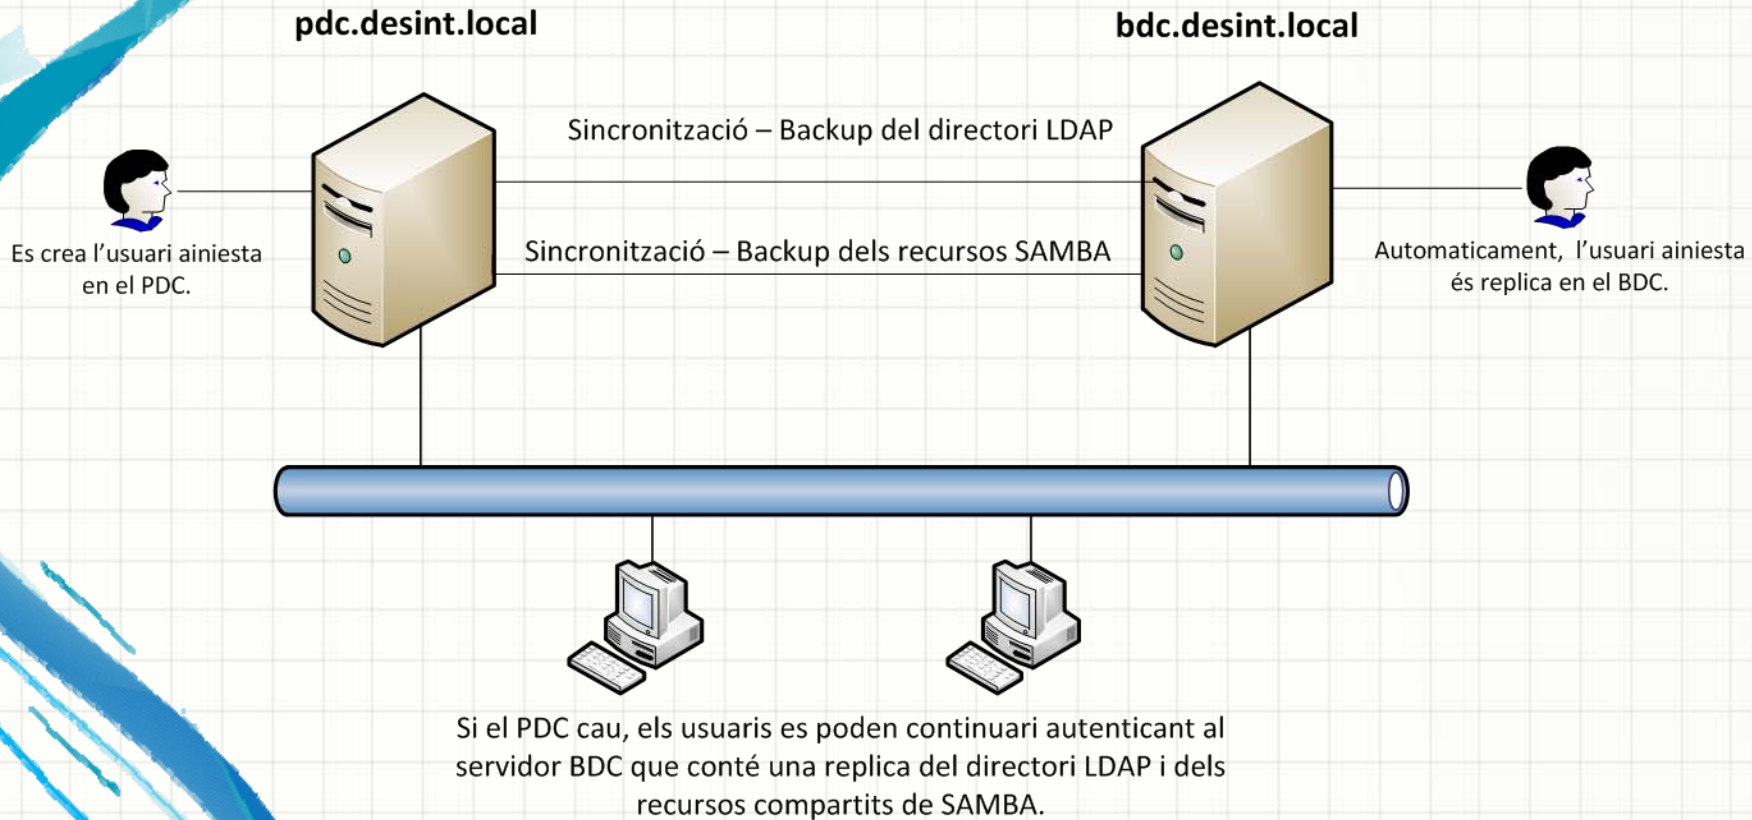 pdc.desint.local
bdc.desint.local
Sincronització – Backup del directori LDAP
Es crea l'usuari ainiesta
en el PDC.
Sincronització – Backup dels recursos SAMBA
Automaticament, l'usuari ainiesta
és replica en el BDC.
Si el PDC cau, els usuaris es poden continuari autenticant al
servidor BDC que conté una replica del directori LDAP i dels
recursos compartits de SAMBA.